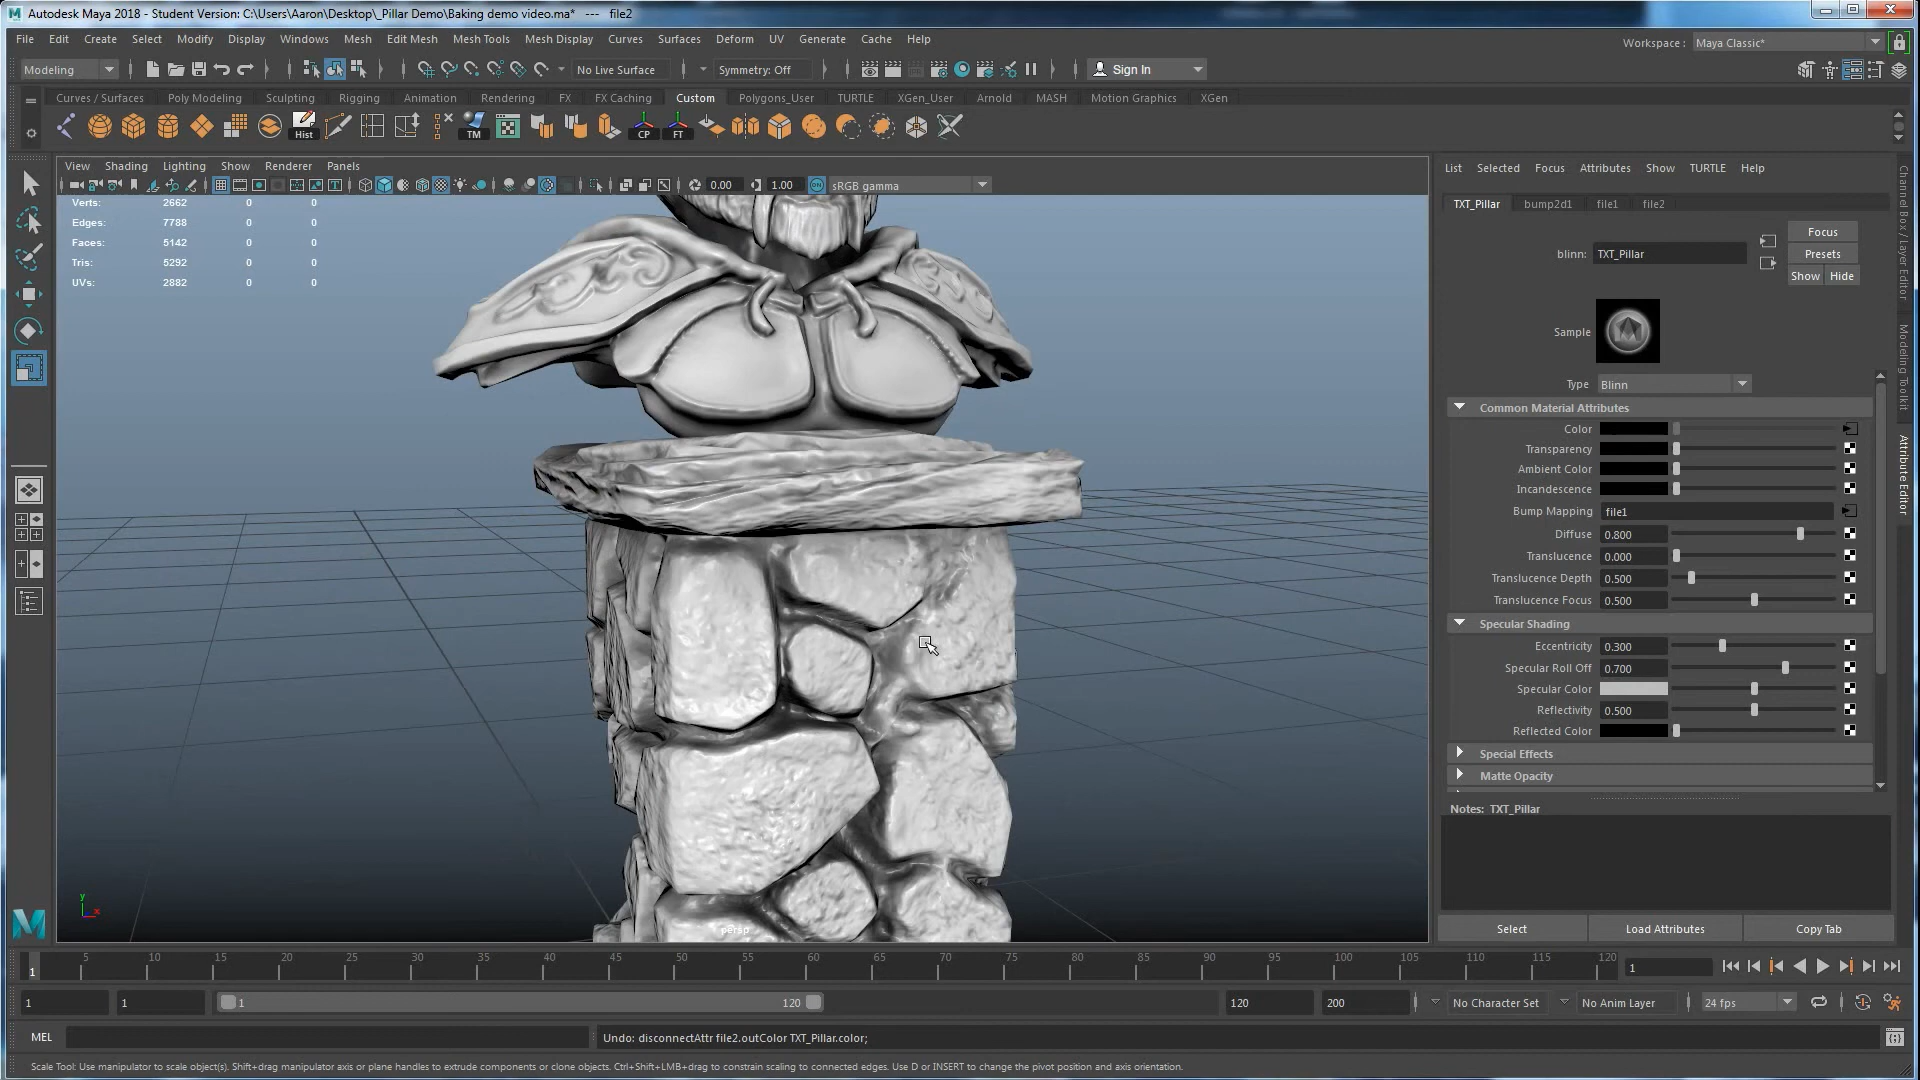 Autodesk Maya 2018 - Student Version: C:\Users\Aaron\Desktop\_Pillar Demo\Baking demo video.ma* --- file2
File Edit Create Select Modify Display Windows Mesh Edit Mesh Mesh Tools Mesh Display Curves Surfaces Deform UV Generate Cache Help
Workspace : Maya Classic*
Modeling No Live Surface Symmetry: Off Sign In
Curves / Surfaces Poly Modeling Sculpting Rigging Animation Rendering FX FX Caching Custom Polygons_User TURTLE XGen_User Arnold MASH Motion Graphics XGen
Hist TM CP FT
View Shading Lighting Show Renderer Panels
0.00 1.00 ON sRGB gamma
Verts: 2662 0 0
Edges: 7788 0 0
Faces: 5142 0 0
Tris: 5292 0 0
UVs: 2882 0 0
y
x
persp
List Selected Focus Attributes Show TURTLE Help
TXT_Pillar bump2d1 file1 file2
Focus
blinn: TXT_Pillar
Presets
Show Hide
Sample
Type Blinn
Common Material Attributes
Color
Transparency
Ambient Color
Incandescence
Bump Mapping file1
Diffuse 0.800
Translucence 0.000
Translucence Depth 0.500
Translucence Focus 0.500
Specular Shading
Eccentricity 0.300
Specular Roll Off 0.700
Specular Color
Reflectivity 0.500
Reflected Color
Special Effects
Matte Opacity
Notes: TXT_Pillar
Select Load Attributes Copy Tab
Channel Box / Layer Editor
Modeling Toolkit
Attribute Editor
1 5 10 15 20 25 30 35 40 45 50 55 60 65 70 75 80 85 90 95 100 105 110 115 120 1
1 1 1 120 120 200 No Character Set No Anim Layer 24 fps
MEL Undo: disconnectAttr file2.outColor TXT_Pillar.color;
Scale Tool: Use manipulator to scale object(s). Shift+drag manipulator axis or plane handles to extrude components or clone objects. Ctrl+Shift+LMB+drag to constrain scaling to connected edges. Use D or INSERT to change the pivot position and axis orientation.